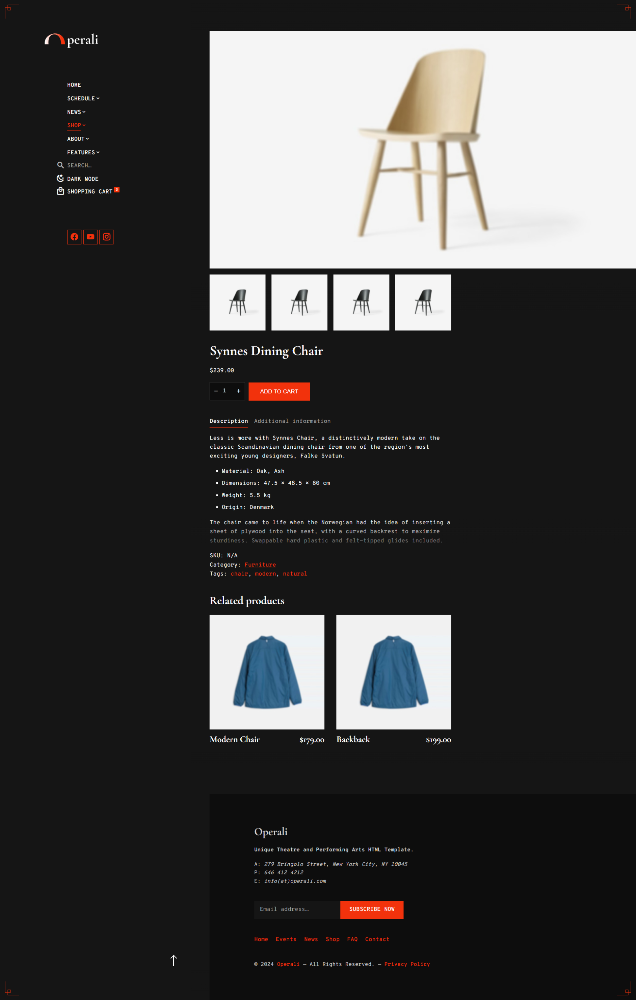 perali
HOME
SCHEDULE
NEWS
SHOP
ABOUT
FEATURES
SEARCH…
DARK MODE
SHOPPING CART 3
Synnes Dining Chair
$239.00
− 1 +
ADD TO CART
Description Additional information
Less is more with Synnes Chair, a distinctively modern take on the
classic Scandinavian dining chair from one of the region's most
exciting young designers, Falke Svatun.
▪ Material: Oak, Ash
▪ Dimensions: 47.5 × 48.5 × 80 cm
▪ Weight: 5.5 kg
▪ Origin: Denmark
The chair came to life when the Norwegian had the idea of inserting a
sheet of plywood into the seat, with a curved backrest to maximize
sturdiness. Swappable hard plastic and felt-tipped glides included.
SKU: N/A
Category: Furniture
Tags: chair, modern, natural
Related products
Modern Chair $179.00
Backback $199.00
Operali
Unique Theatre and Performing Arts HTML Template.
A: 279 Bringolo Street, New York City, NY 10045
P: 646 412 4212
E: info(at)operali.com
Email address…
SUBSCRIBE NOW
Home Events News Shop FAQ Contact
© 2024 Operali — All Rights Reserved. — Privacy Policy